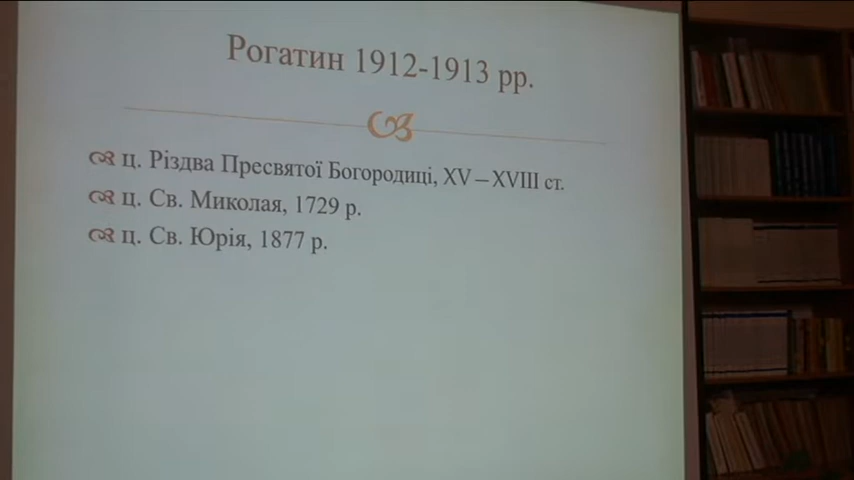 Рогатин 1912-1913 рр.
ц. Різдва Пресвятої Богородиці, XV – XVIII ст.
ц. Св. Миколая, 1729 р.
ц. Св. Юрія, 1877 р.